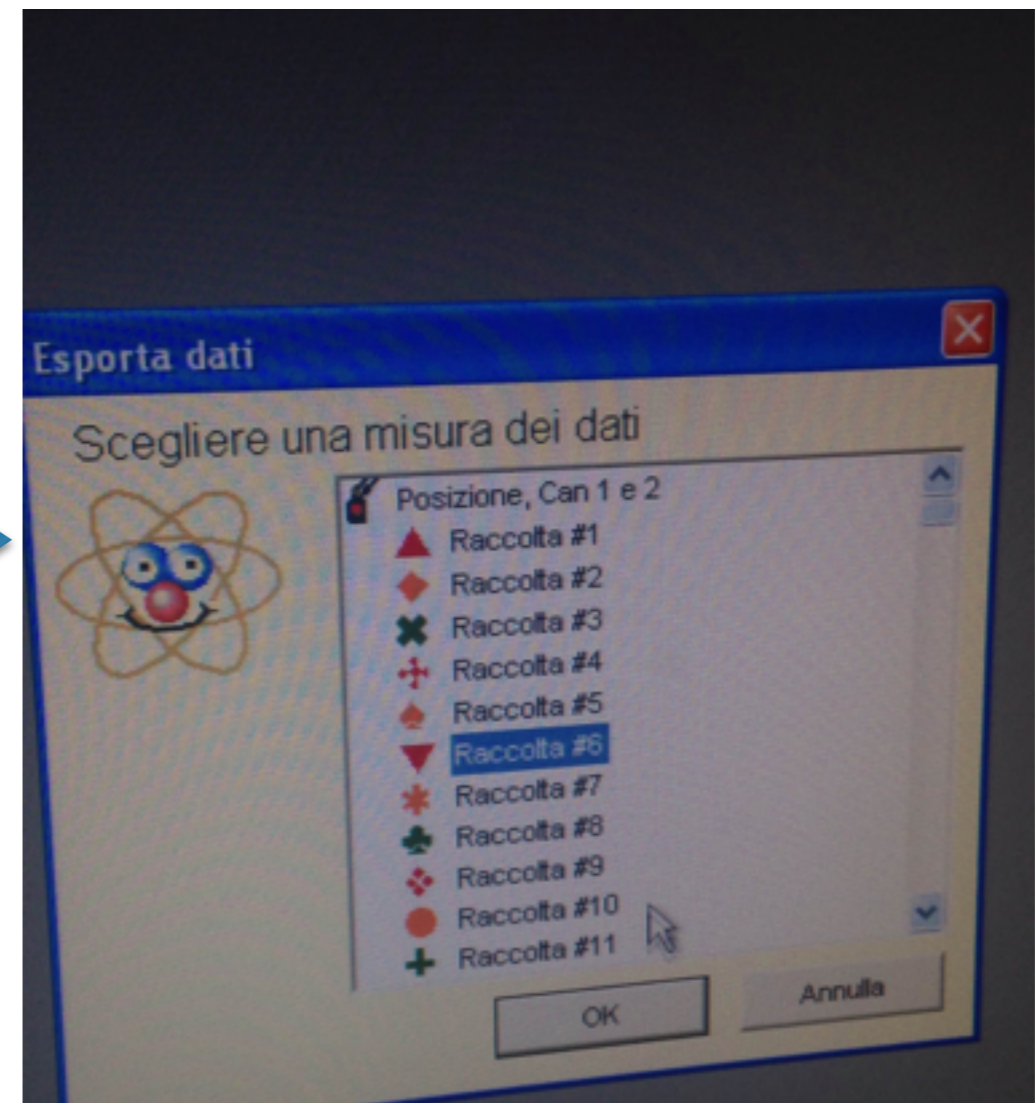 Esporta dati
Scegliere una misura dei dati
Posizione, Can 1 e 2
Raccolta #1
Raccolta #2
Raccolta #3
Raccolta #4
Raccolta #5
Raccolta #6
Raccolta #7
Raccolta #8
Raccolta #9
Raccolta #10
Raccolta #11
OK
Annulla